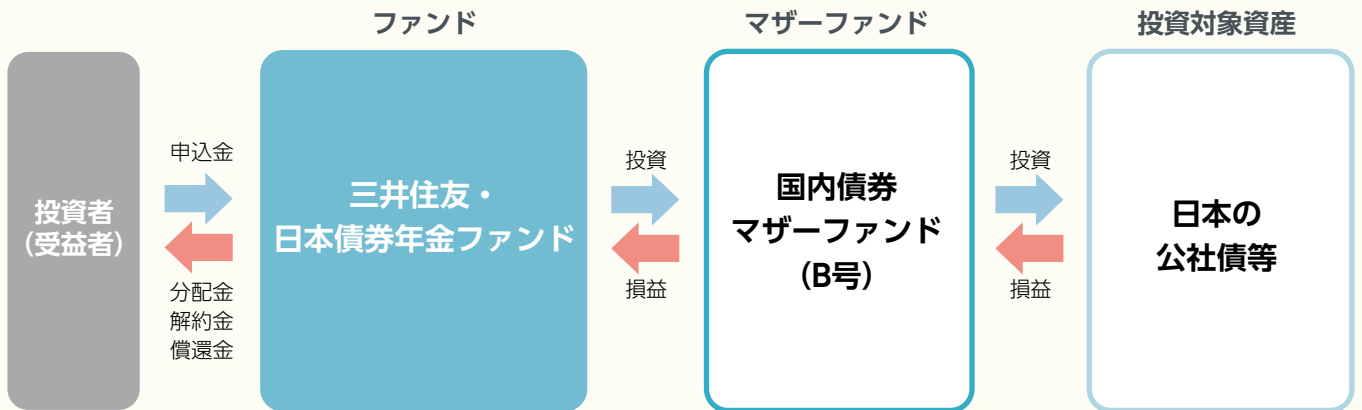 ファンド
マザーファンド
投資対象資産
投資者
(受益者)
申込金
分配金
解約金
償還金
三井住友・
日本債券年金ファンド
投資
損益
国内債券
マザーファンド
(B号)
投資
損益
日本の
公社債等